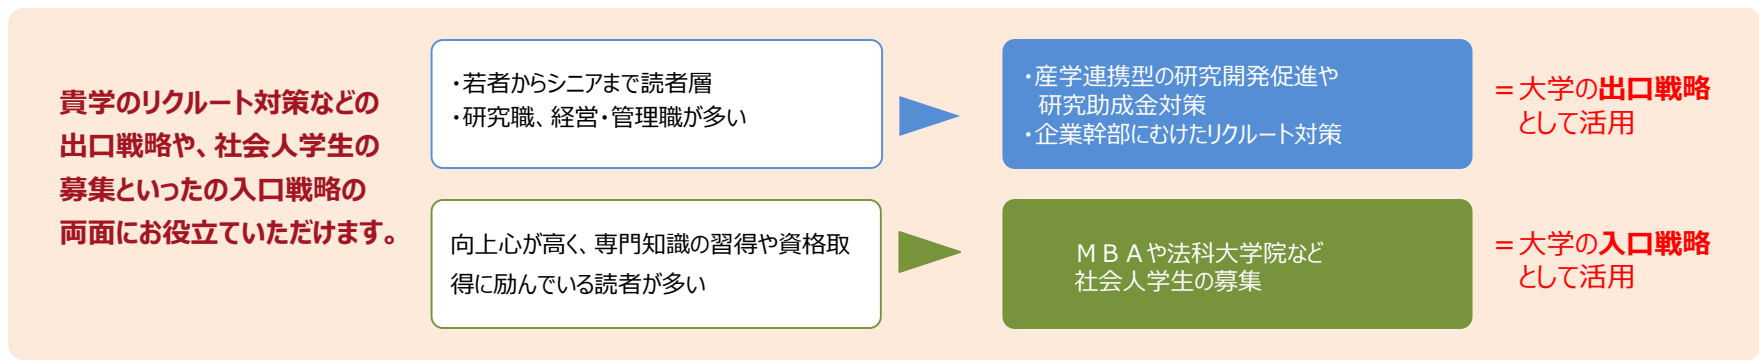 貴学のリクルート対策などの
出口戦略や、社会人学生の
募集といったの入口戦略の
両面にお役立ていただけます。
・若者からシニアまで読者層
・研究職、経営・管理職が多い
・産学連携型の研究開発促進や
研究助成金対策
・企業幹部にむけたリクルート対策
＝大学の出口戦略
として活用
向上心が高く、専門知識の習得や資格取
得に励んでいる読者が多い
ＭＢＡや法科大学院など
社会人学生の募集
＝大学の入口戦略
として活用